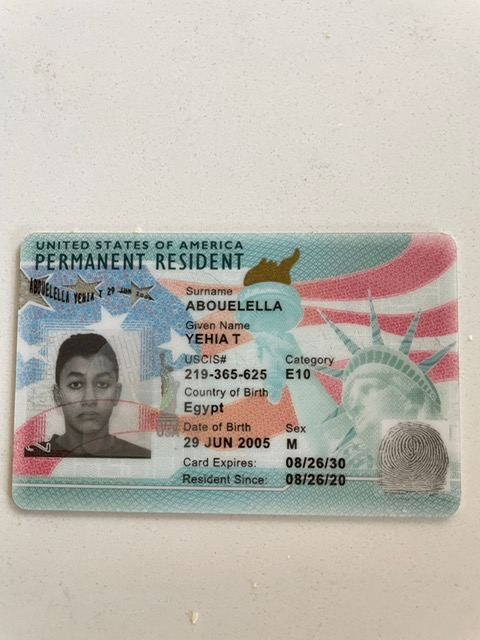 UNITED STATES OF AMERICA
PERMANENT RESIDENT
ABOUELELLA YEHIA T 29 JUN
Surname
ABOUELELLA
Given Name
YEHIA T
USCIS# Category
219-365-625 E10
Country of Birth
Egypt
Date of Birth Sex
29 JUN 2005 M
Card Expires: 08/26/30
Resident Since: 08/26/20
USA